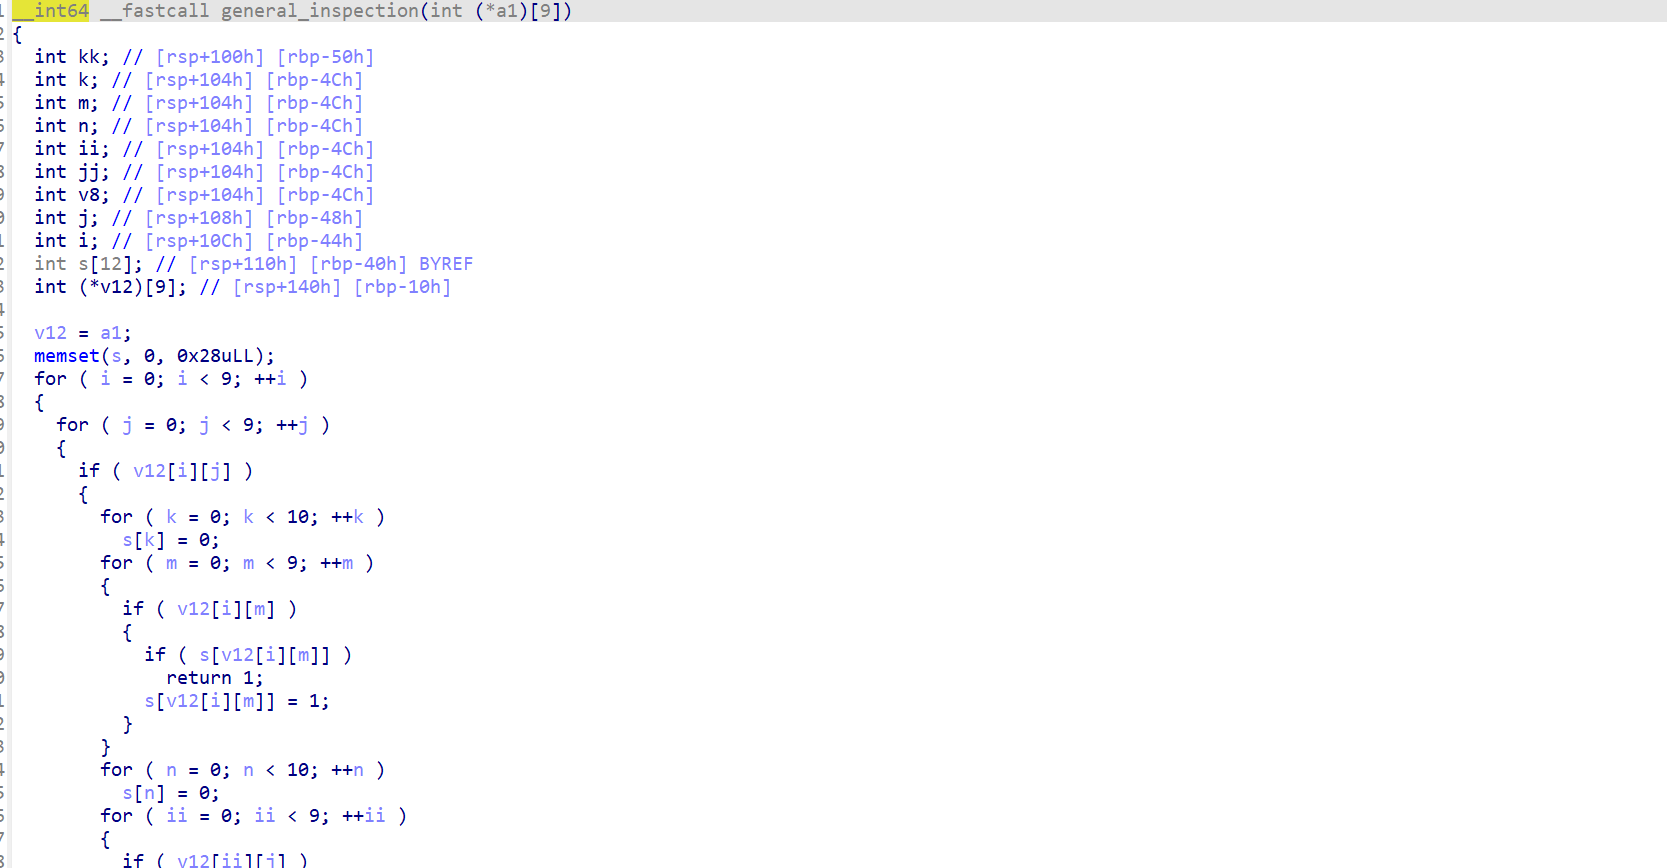 __int64 __fastcall general_inspection(int (*a1)[9])
{
int kk; // [rsp+100h] [rbp-50h]
int k; // [rsp+104h] [rbp-4Ch]
int m; // [rsp+104h] [rbp-4Ch]
int n; // [rsp+104h] [rbp-4Ch]
int ii; // [rsp+104h] [rbp-4Ch]
int jj; // [rsp+104h] [rbp-4Ch]
int v8; // [rsp+104h] [rbp-4Ch]
int j; // [rsp+108h] [rbp-48h]
int i; // [rsp+10Ch] [rbp-44h]
int s[12]; // [rsp+110h] [rbp-40h] BYREF
int (*v12)[9]; // [rsp+140h] [rbp-10h]
v12 = a1;
memset(s, 0, 0x28uLL);
for ( i = 0; i < 9; ++i )
{
for ( j = 0; j < 9; ++j )
{
if ( v12[i][j] )
{
for ( k = 0; k < 10; ++k )
s[k] = 0;
for ( m = 0; m < 9; ++m )
{
if ( v12[i][m] )
{
if ( s[v12[i][m]] )
return 1;
s[v12[i][m]] = 1;
}
}
for ( n = 0; n < 10; ++n )
s[n] = 0;
for ( ii = 0; ii < 9; ++ii )
{
if ( v12[ii][j] )